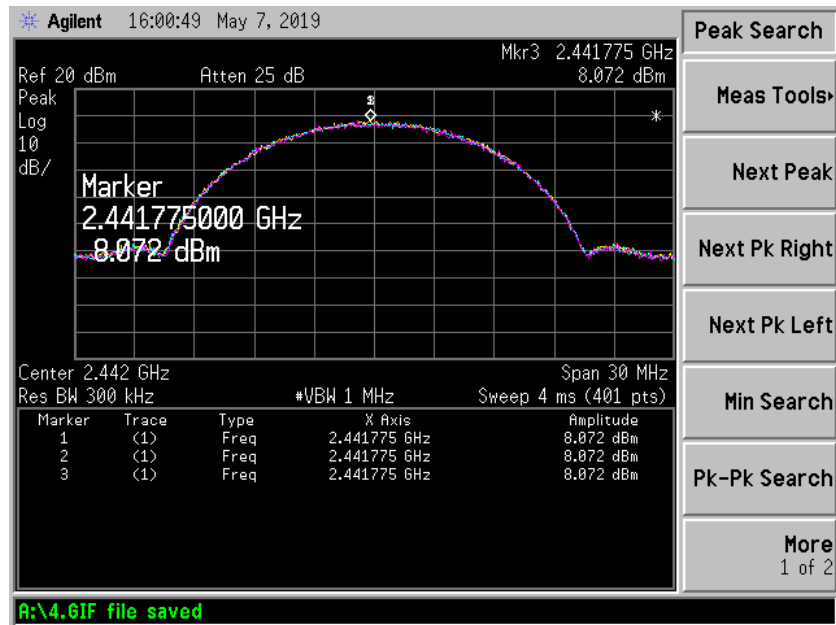 Agilent 16:00:49 May 7, 2019
Mkr3 2.441775 GHz
Ref 20 dBm Atten 25 dB 8.072 dBm
Peak
Log
10
dB/
*
Marker
2.441775000 GHz
8.072 dBm
Center 2.442 GHz Span 30 MHz
Res BW 300 kHz #VBW 1 MHz Sweep 4 ms (401 pts)
Marker Trace Type X Axis Amplitude
1 (1) Freq 2.441775 GHz 8.072 dBm
2 (1) Freq 2.441775 GHz 8.072 dBm
3 (1) Freq 2.441775 GHz 8.072 dBm
A:\4.GIF file saved
Peak Search
Meas Tools
Next Peak
Next Pk Right
Next Pk Left
Min Search
Pk-Pk Search
More
1 of 2